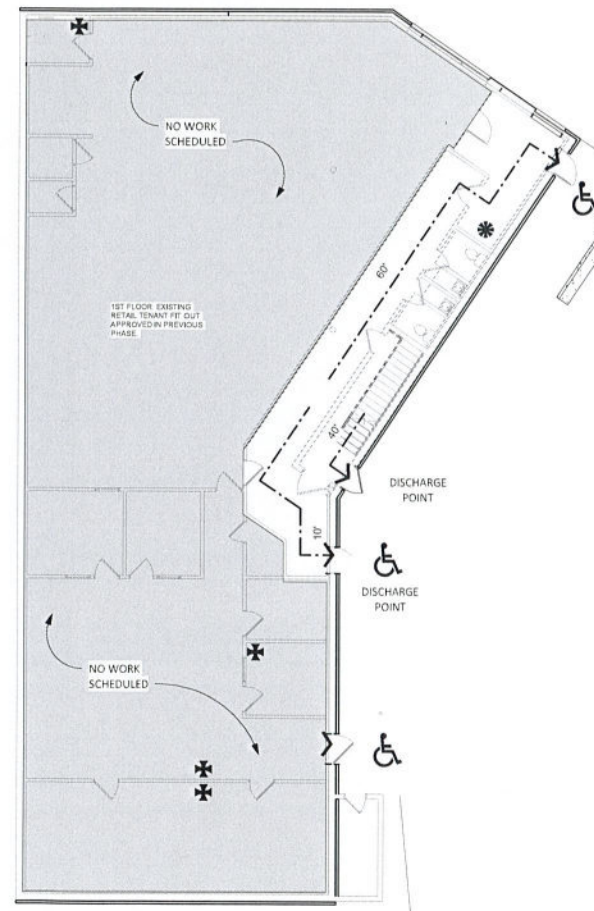 NO WORK
SCHEDULED
1ST FLOOR EXISTING
RETAIL TENANT FIT OUT
APPROVED IN PREVIOUS
PHASE.
60'
40'
DISCHARGE
POINT
10'
DISCHARGE
POINT
NO WORK
SCHEDULED